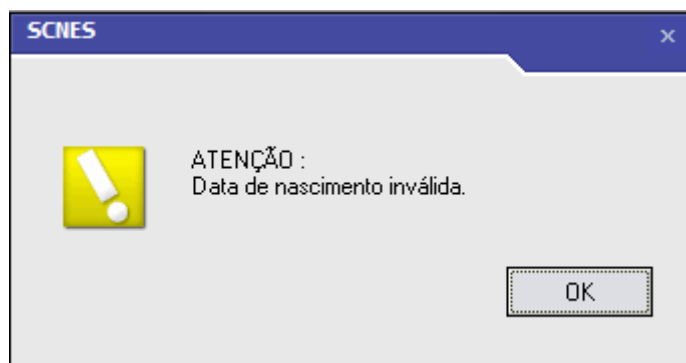 SCNES
ATENÇÃO :
Data de nascimento inválida.
OK